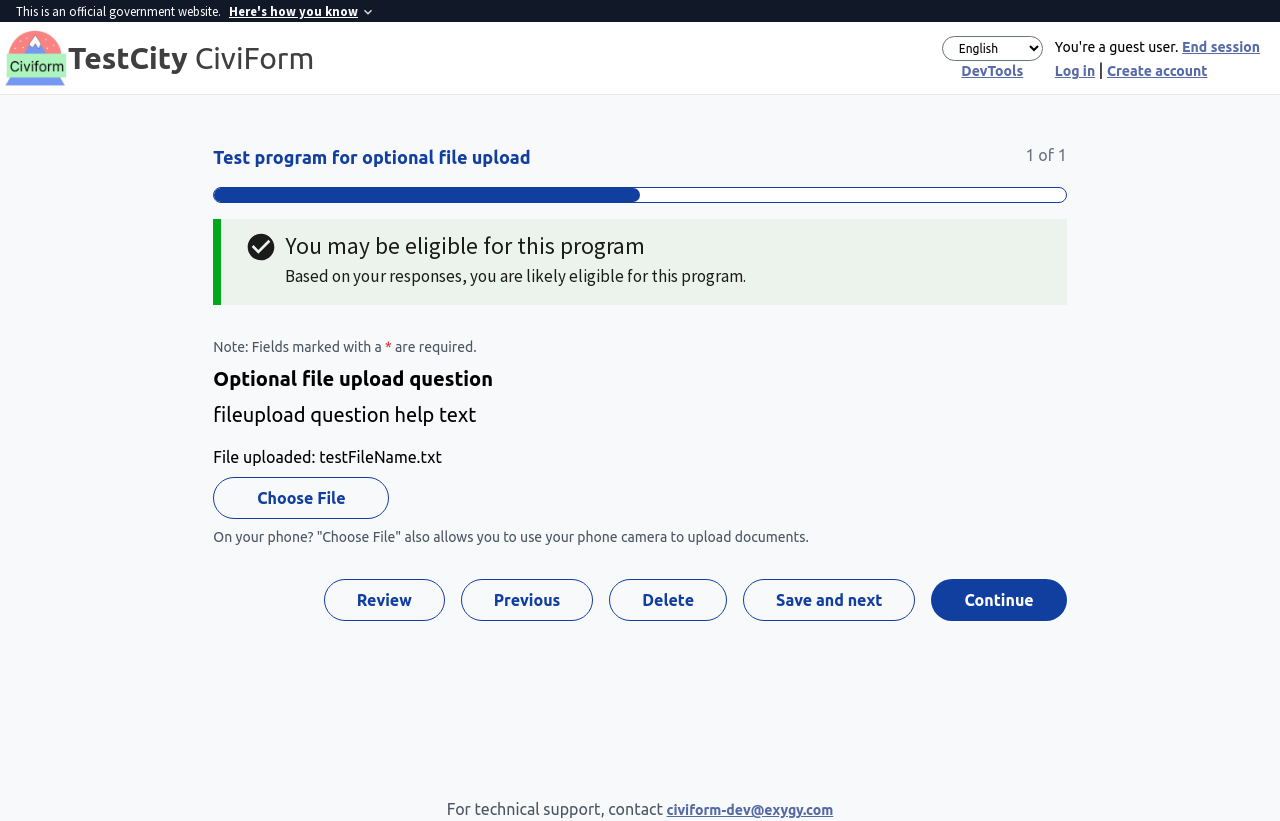 This is an official government website. Here's how you know
Civiform
TestCity CiviForm
English
You're a guest user. End session
DevTools
Log in | Create account
Test program for optional file upload
1 of 1
You may be eligible for this program
Based on your responses, you are likely eligible for this program.
Note: Fields marked with a * are required.
Optional file upload question
fileupload question help text
File uploaded: testFileName.txt
Choose File
On your phone? "Choose File" also allows you to use your phone camera to upload documents.
Review
Previous
Delete
Save and next
Continue
For technical support, contact civiform-dev@exygy.com